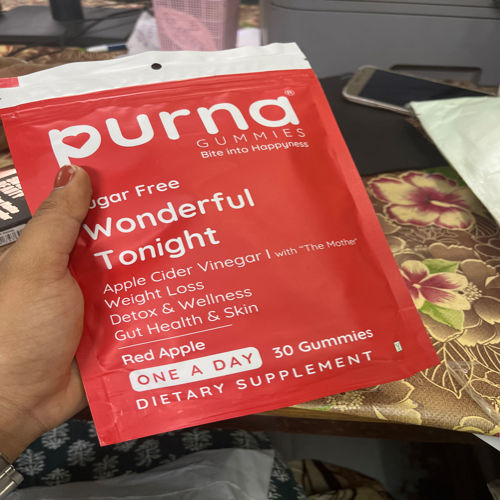 purna®
GUMMIES
Bite into Happyness
Sugar Free
Wonderful
Tonight
Apple Cider Vinegar | with "The Mother"
Weight Loss
Detox & Wellness
Gut Health & Skin
Red Apple
ONE A DAY 30 Gummies
DIETARY SUPPLEMENT